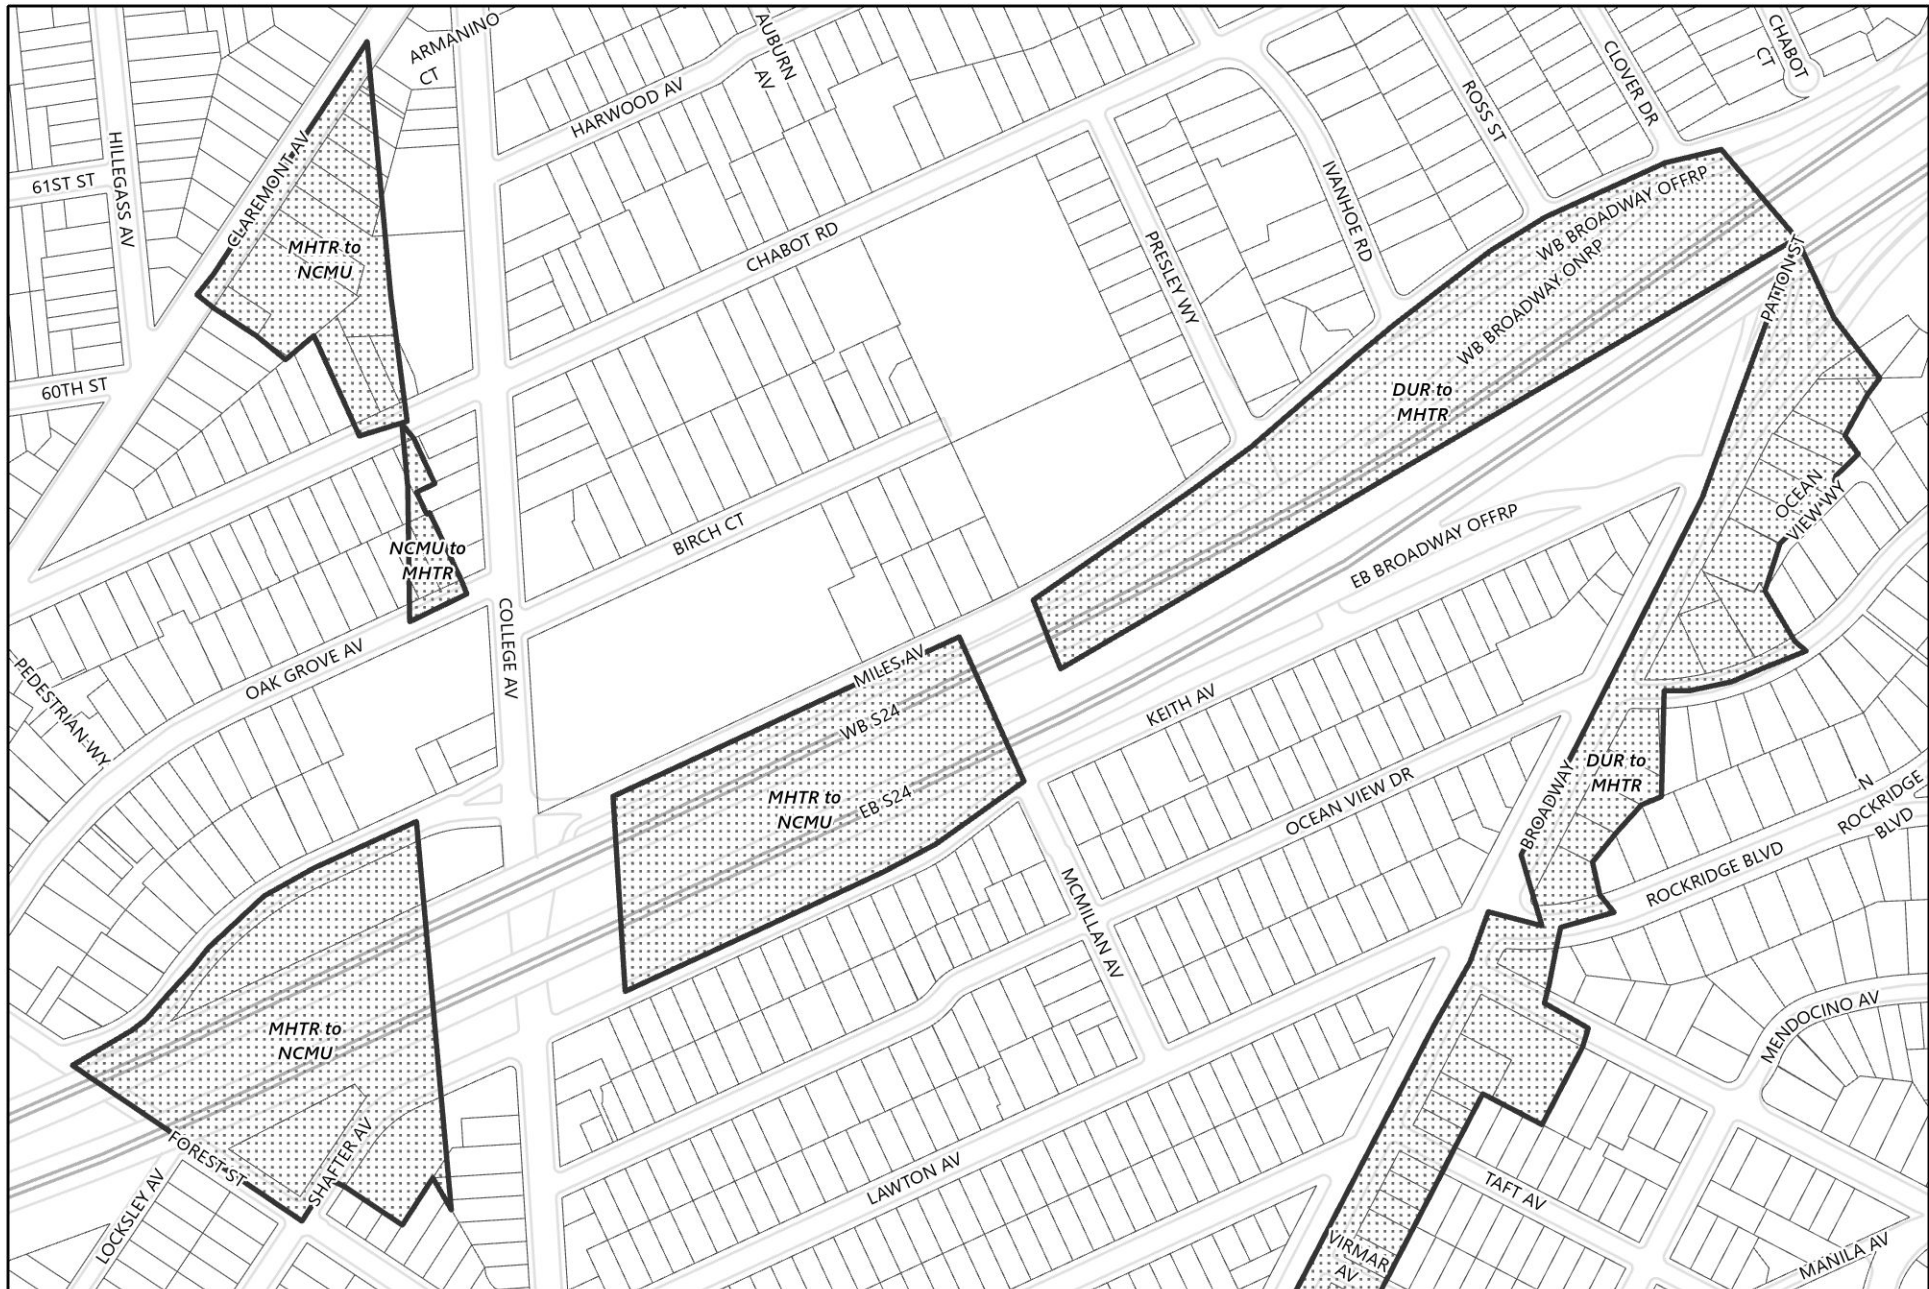 ARMANINO
CT
AUBURN
AV
HARWOOD AV
ROSS ST
CLOVER DR
CHABOT
CT
HILLEGASS AV
61ST ST
CLAREMONT AV
MHTR to
NCMU
CHABOT RD
PRESLEY WY
IVANHOE RD
WB BROADWAY OFFRP
WB BROADWAY ONRP
PATTON ST
60TH ST
DUR to
MHTR
NCMU to
MHTR
BIRCH CT
EB BROADWAY OFFRP
OCEAN
VIEW WY
PEDESTRIAN WY
OAK GROVE AV
COLLEGE AV
MILES AV
WB S24
KEITH AV
MHTR to
NCMU
EB S24
OCEAN VIEW DR
BROADWAY
DUR to
MHTR
N
ROCKRIDGE
BLVD
ROCKRIDGE BLVD
MCMILLAN AV
MHTR to
NCMU
MENDOCINO AV
FOREST ST
SHAFTER AV
LOCKSLEY AV
LAWTON AV
TAFT AV
VIRMAR
AV
MANILA AV